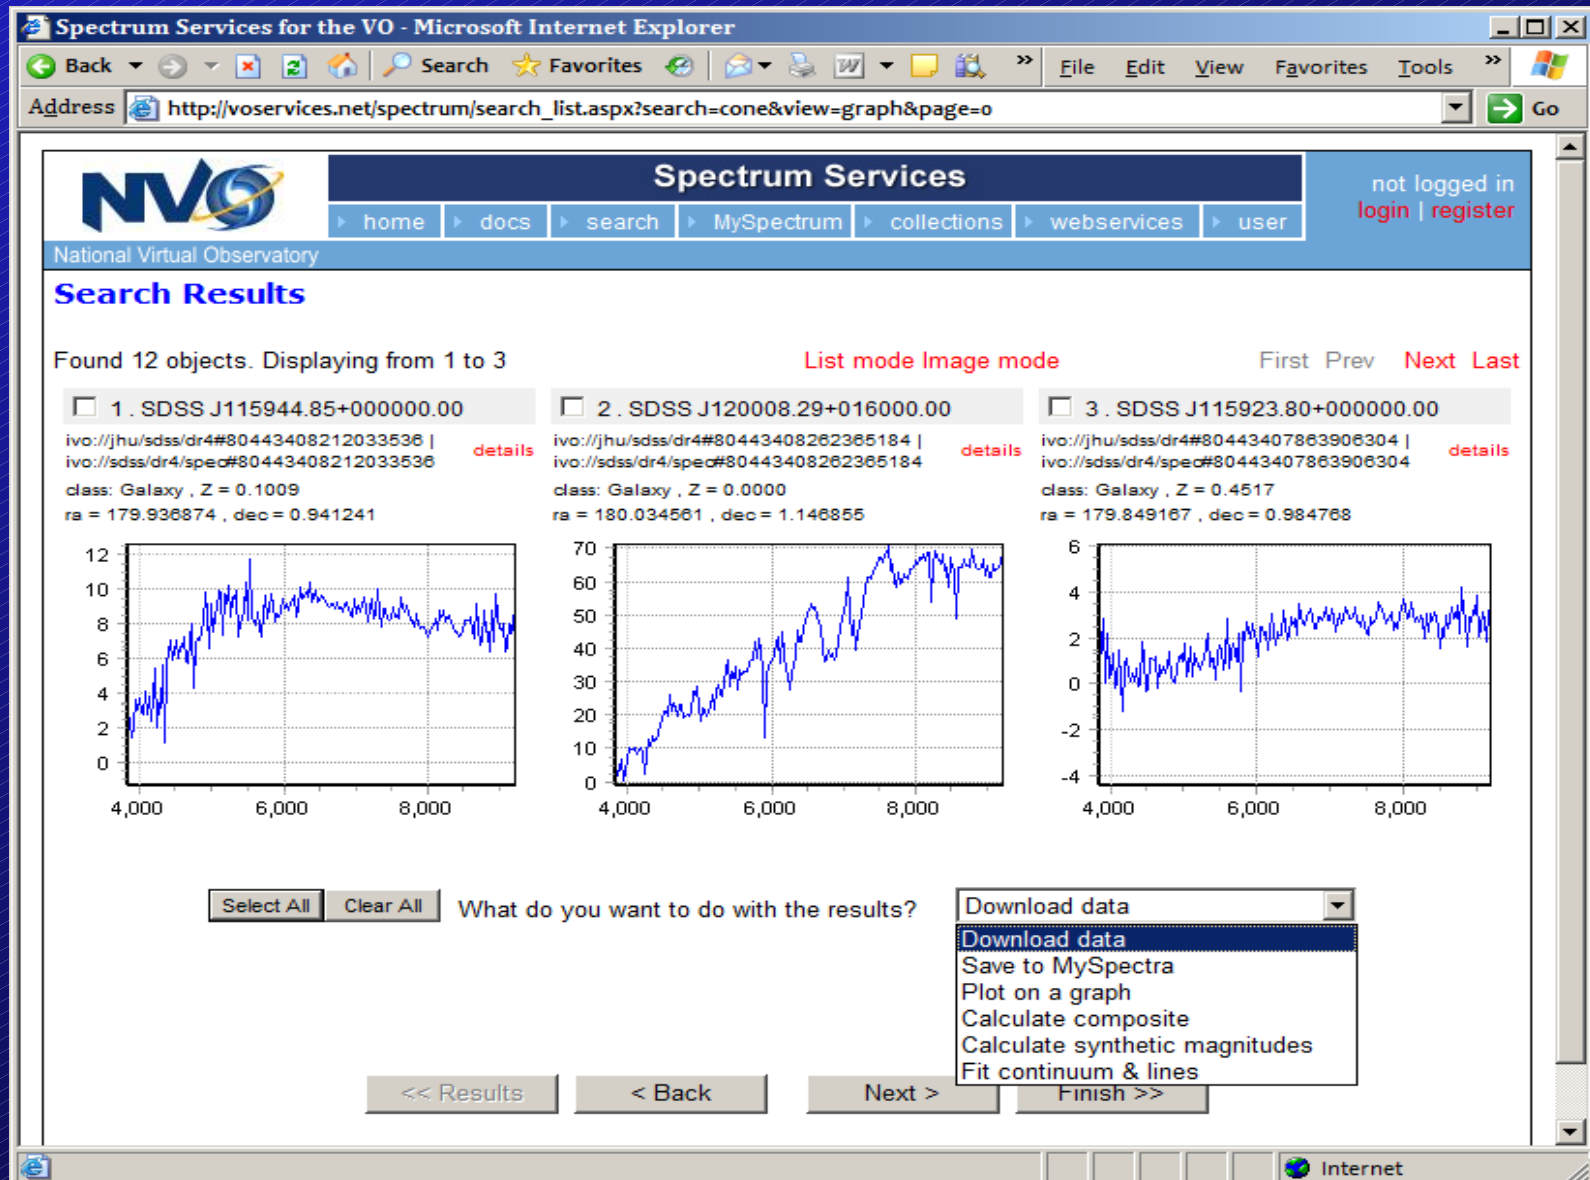 Spectrum Services for the VO - Microsoft Internet Explorer
Back Search Favorites » File Edit View Favorites Tools »
Address http://voservices.net/spectrum/search_list.aspx?search=cone&view=graph&page=0 Go
NVO
National Virtual Observatory
Spectrum Services
home docs search MySpectrum collections webservices user
not logged in
login | register
Search Results
Found 12 objects. Displaying from 1 to 3 List mode Image mode First Prev Next Last
1 . SDSS J115944.85+000000.00
ivo://jhu/sdss/dr4#80443408212033536 |
ivo://sdss/dr4/spec#80443408212033536
details
class: Galaxy , Z = 0.1009
ra = 179.936874 , dec = 0.941241
12
10
8
6
4
2
0
4,000 6,000 8,000
2 . SDSS J120008.29+016000.00
ivo://jhu/sdss/dr4#80443408262365184 |
ivo://sdss/dr4/spec#80443408262365184
details
class: Galaxy , Z = 0.0000
ra = 180.034561 , dec = 1.146855
70
60
50
40
30
20
10
0
4,000 6,000 8,000
3 . SDSS J115923.80+000000.00
ivo://jhu/sdss/dr4#80443407863906304 |
ivo://sdss/dr4/spec#80443407863906304
details
class: Galaxy , Z = 0.4517
ra = 179.849167 , dec = 0.984768
6
4
2
0
-2
-4
4,000 6,000 8,000
Select All Clear All What do you want to do with the results? Download data
Download data
Save to MySpectra
Plot on a graph
Calculate composite
Calculate synthetic magnitudes
Fit continuum & lines
<< Results < Back Next > Finish >>
Internet